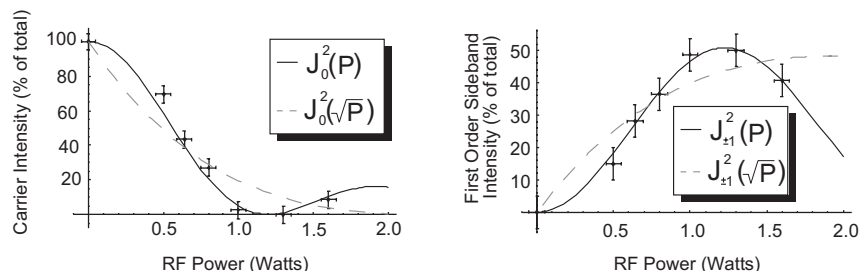 Carrier Intensity (% of total)
100
80
60
40
20
0.5
1.0
1.5
2.0
RF Power (Watts)
J₀²(P)
J₀²(√P)
First Order Sideband
Intensity (% of total)
50
40
30
20
10
0
0.5
1.0
1.5
2.0
RF Power (Watts)
J±₁²(P)
J±₁²(√P)